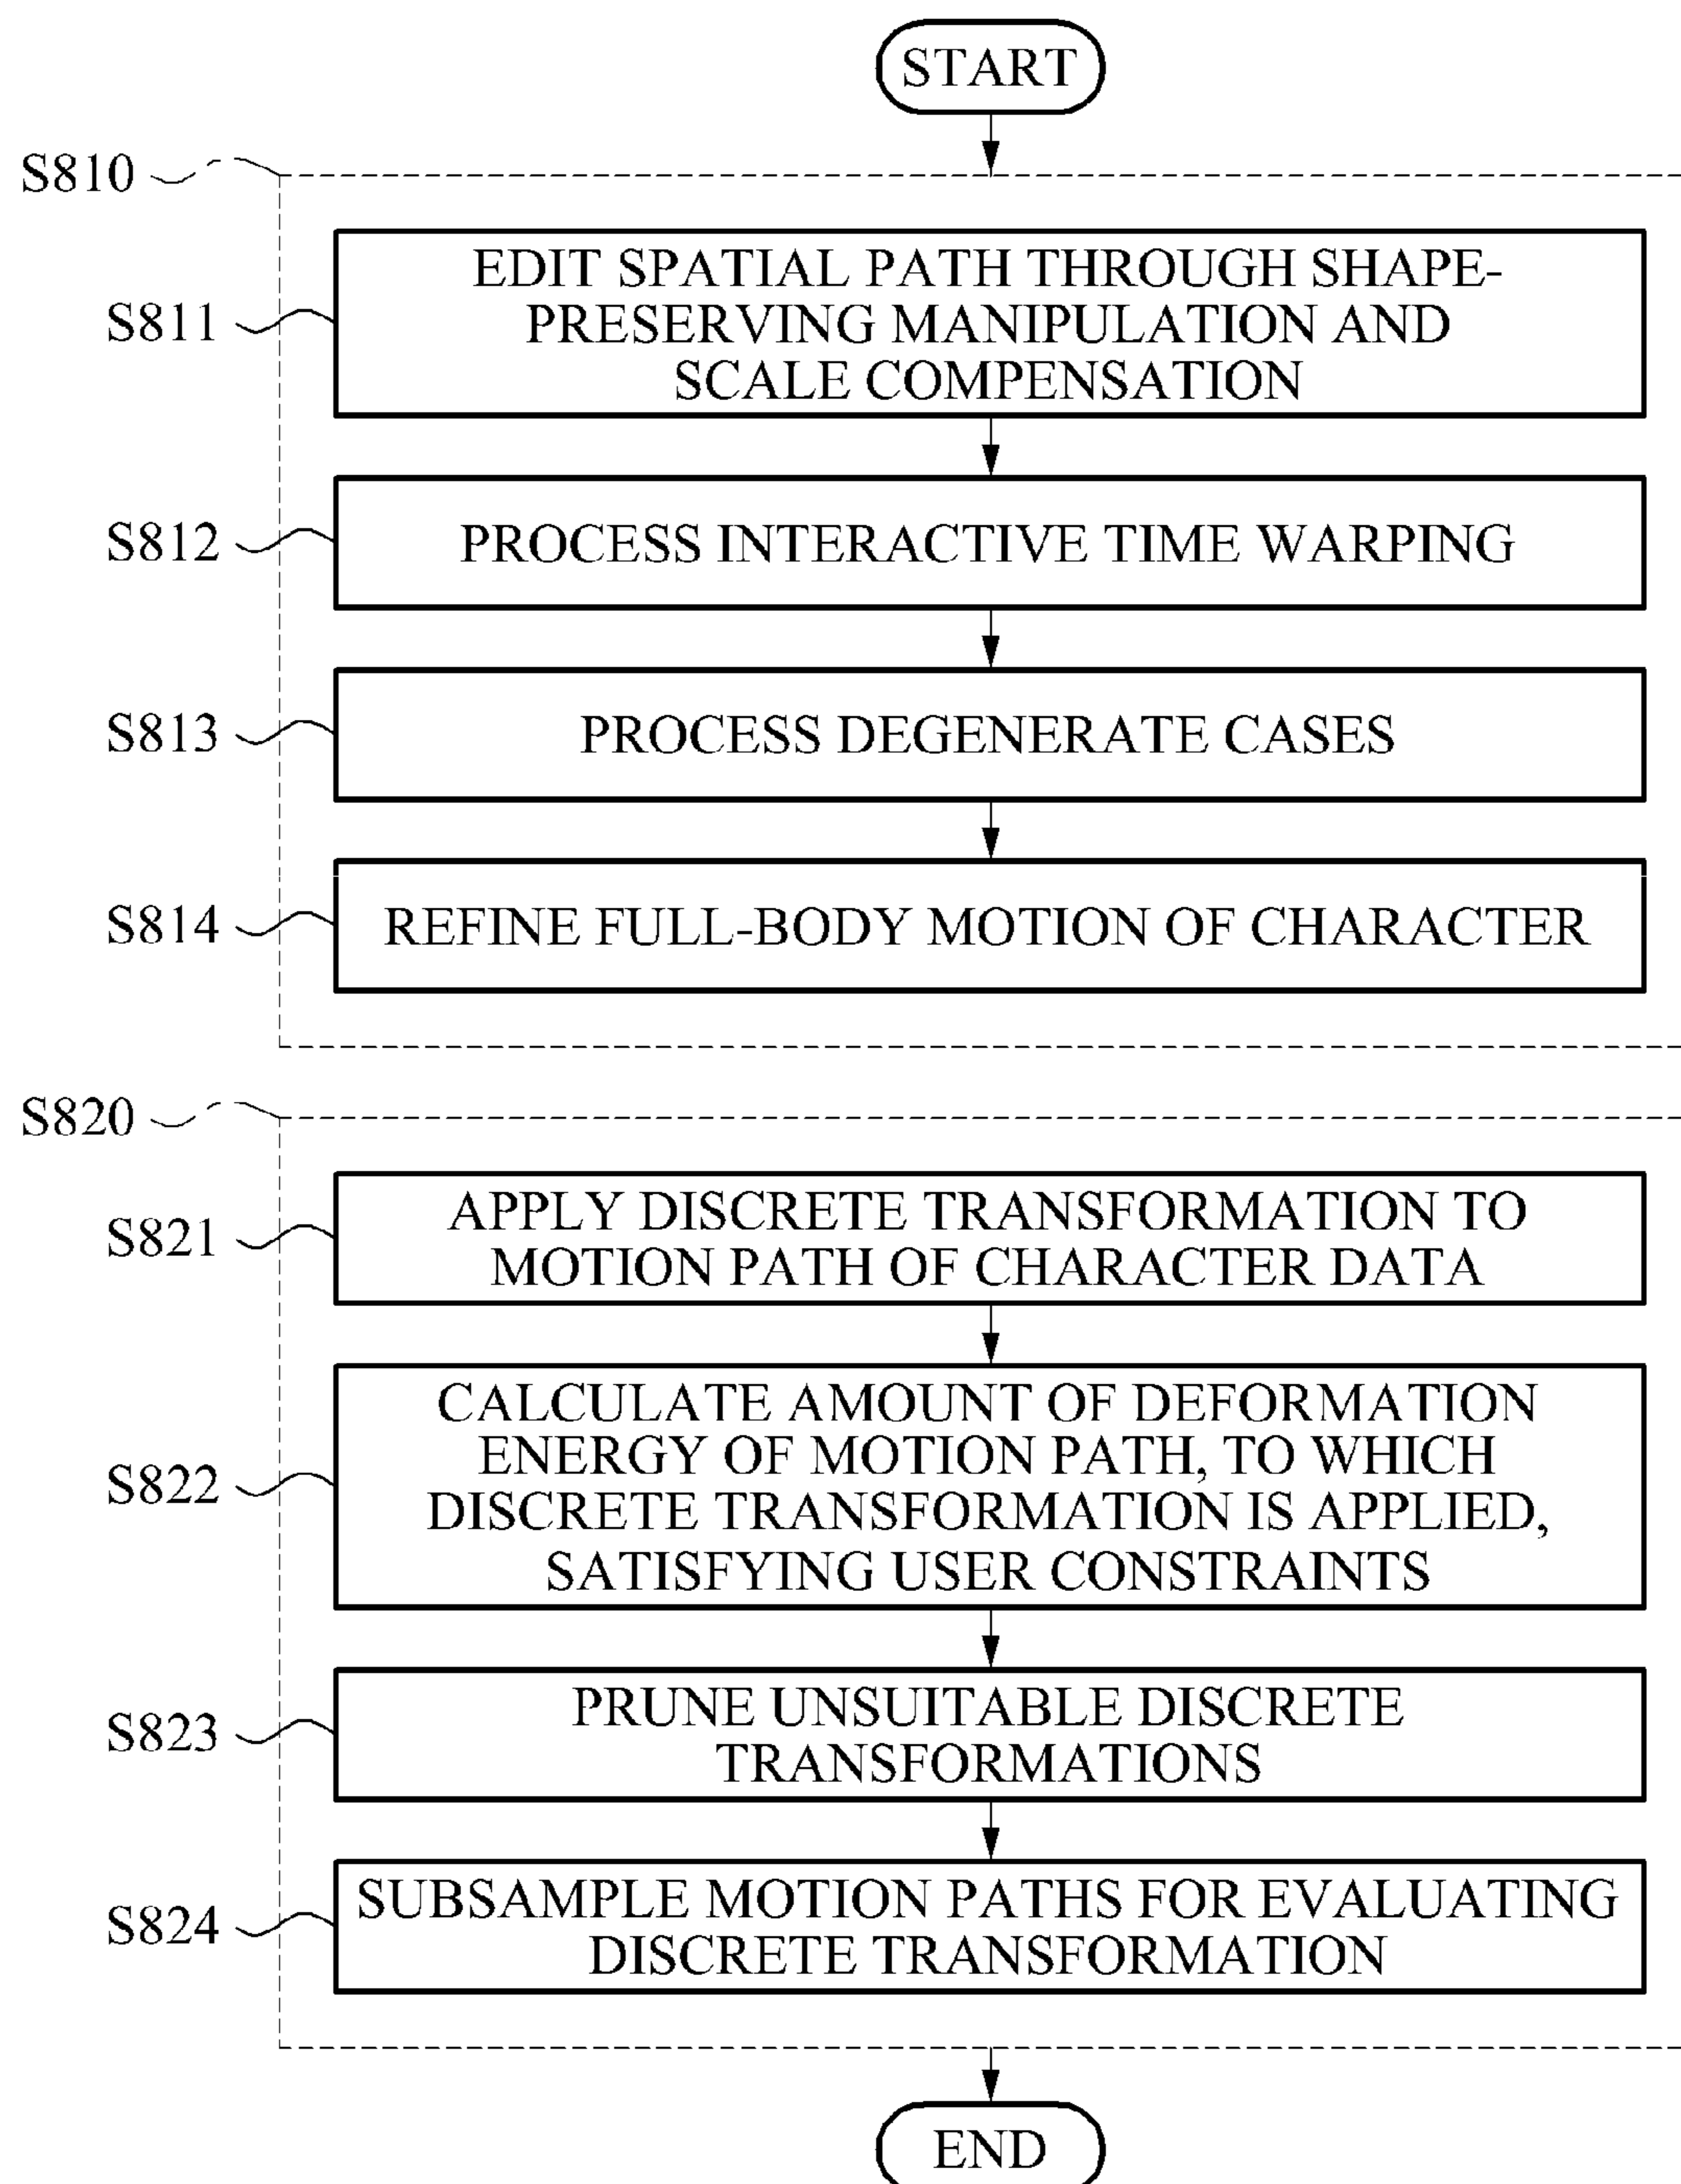 START
S810
S811
EDIT SPATIAL PATH THROUGH SHAPE-
PRESERVING MANIPULATION AND
SCALE COMPENSATION
S812
PROCESS INTERACTIVE TIME WARPING
S813
PROCESS DEGENERATE CASES
S814
REFINE FULL-BODY MOTION OF CHARACTER
S820
S821
APPLY DISCRETE TRANSFORMATION TO
MOTION PATH OF CHARACTER DATA
S822
CALCULATE AMOUNT OF DEFORMATION
ENERGY OF MOTION PATH, TO WHICH
DISCRETE TRANSFORMATION IS APPLIED,
SATISFYING USER CONSTRAINTS
S823
PRUNE UNSUITABLE DISCRETE
TRANSFORMATIONS
S824
SUBSAMPLE MOTION PATHS FOR EVALUATING
DISCRETE TRANSFORMATION
END